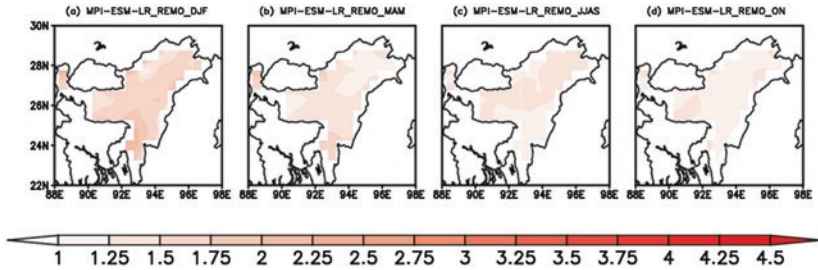 (a) MPI-ESM-LR_REMO_DJF (b) MPI-ESM-LR_REMO_MAM (c) MPI-ESM-LR_REMO_JJAS (d) MPI-ESM-LR_REMO_ON
30N
28N
26N
24N
22N
88E 90E 92E 94E 96E 98E 88E 90E 92E 94E 96E 98E 88E 90E 92E 94E 96E 98E 88E 90E 92E 94E 96E 98E
1 1.25 1.5 1.75 2 2.25 2.5 2.75 3 3.25 3.5 3.75 4 4.25 4.5